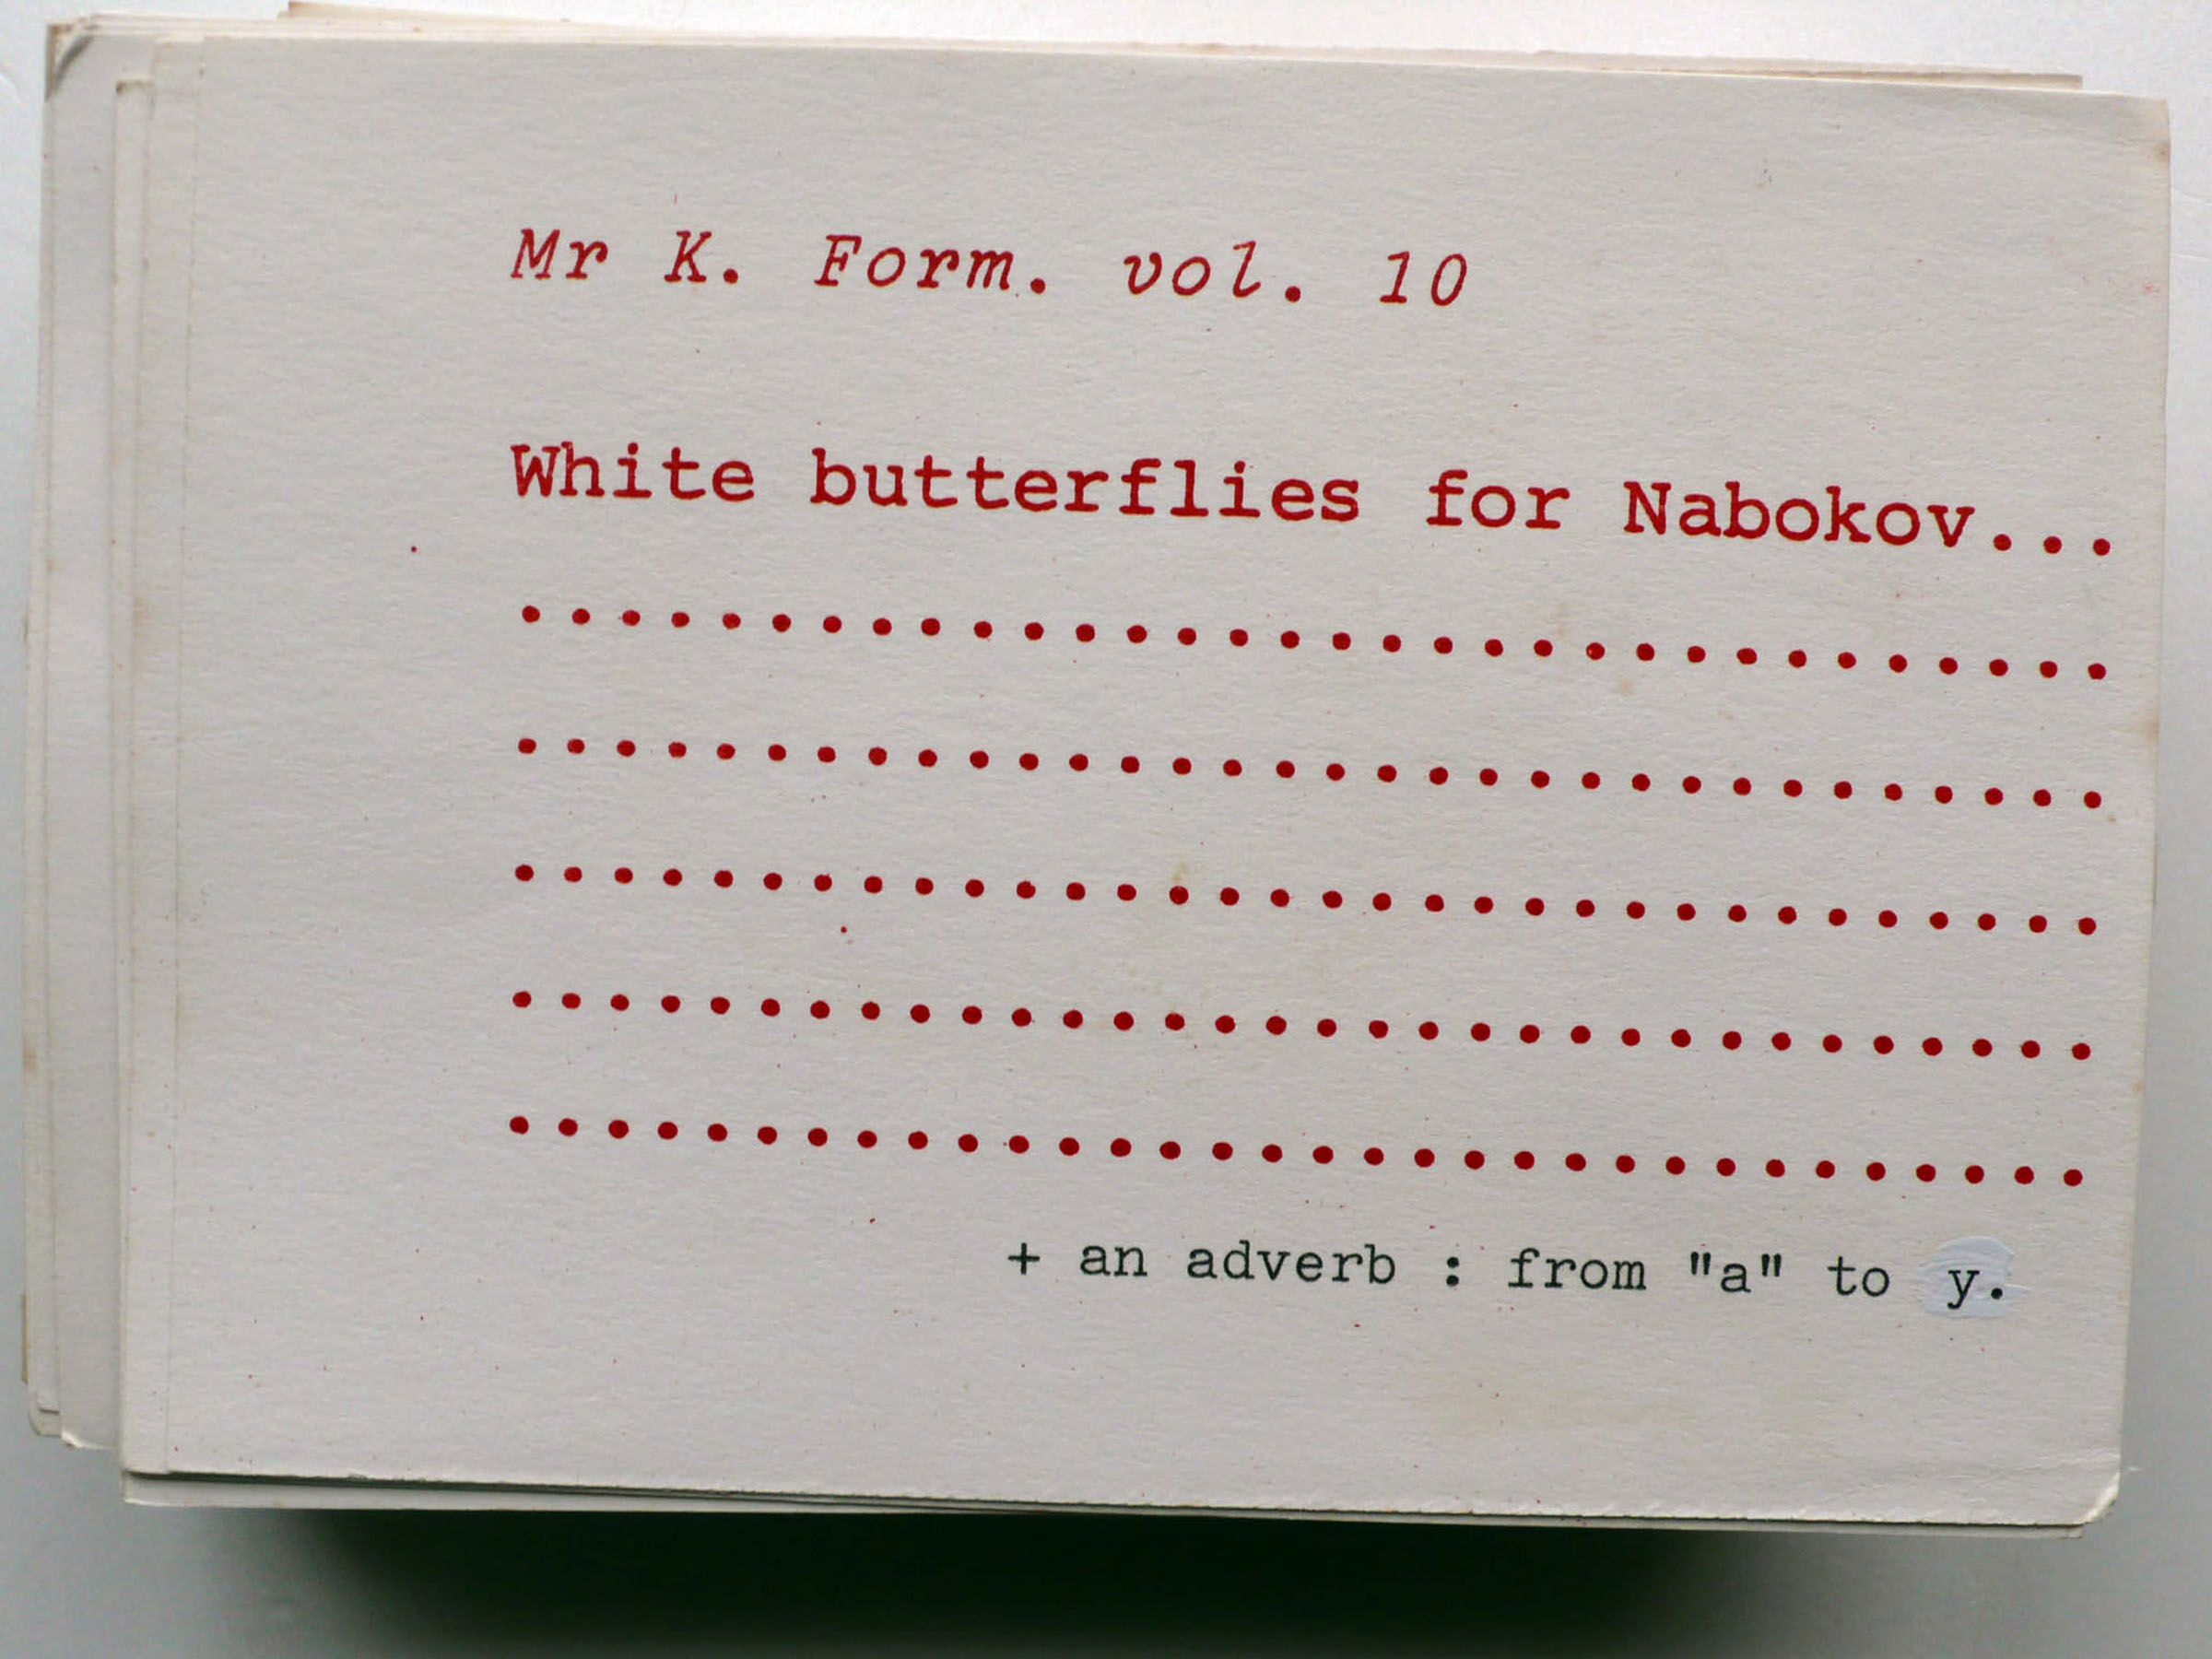 Mr K. Form. vol. 10
White butterflies for Nabokov...
................................
................................
................................
................................
................................
+ an adverb : from "a" to y.